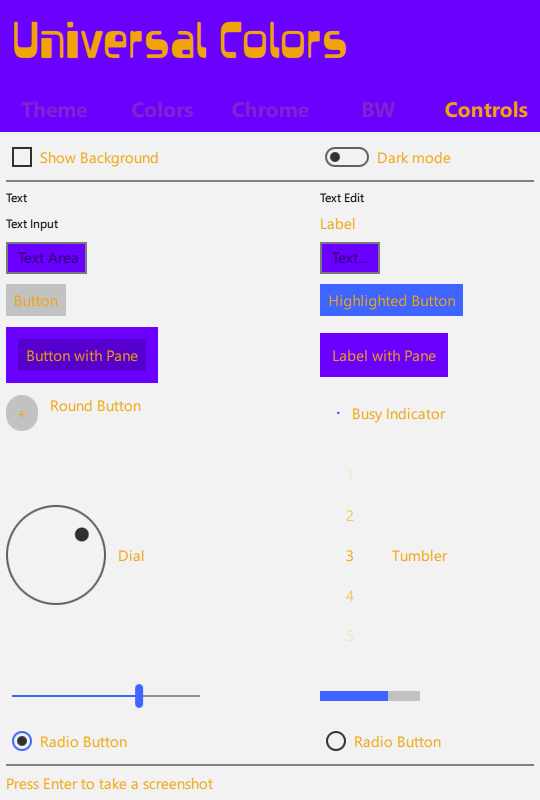 Universal Colors
Theme Colors Chrome BW Controls
Show Background Dark mode
Text Text Edit
Text Input Label
Text Area Text...
Button Highlighted Button
Button with Pane Label with Pane
+ Round Button Busy Indicator
1
2
Dial 3 Tumbler
4
5
Radio Button Radio Button
Press Enter to take a screenshot